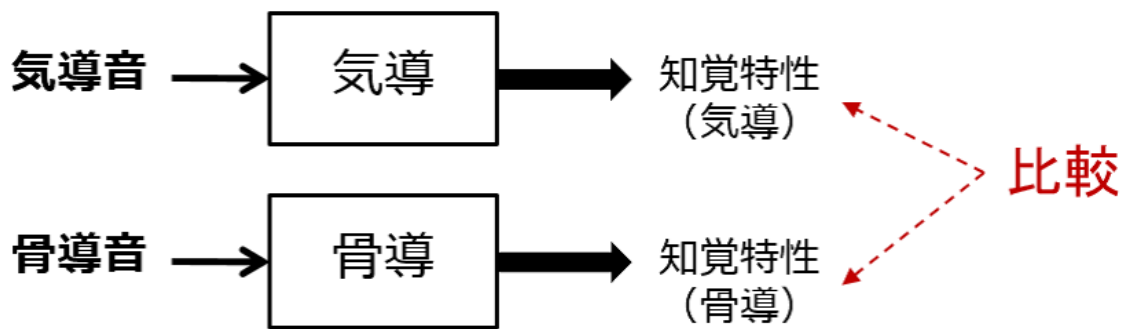 気導音
気導
知覚特性
（気導）
比較
骨導音
骨導
知覚特性
（骨導）